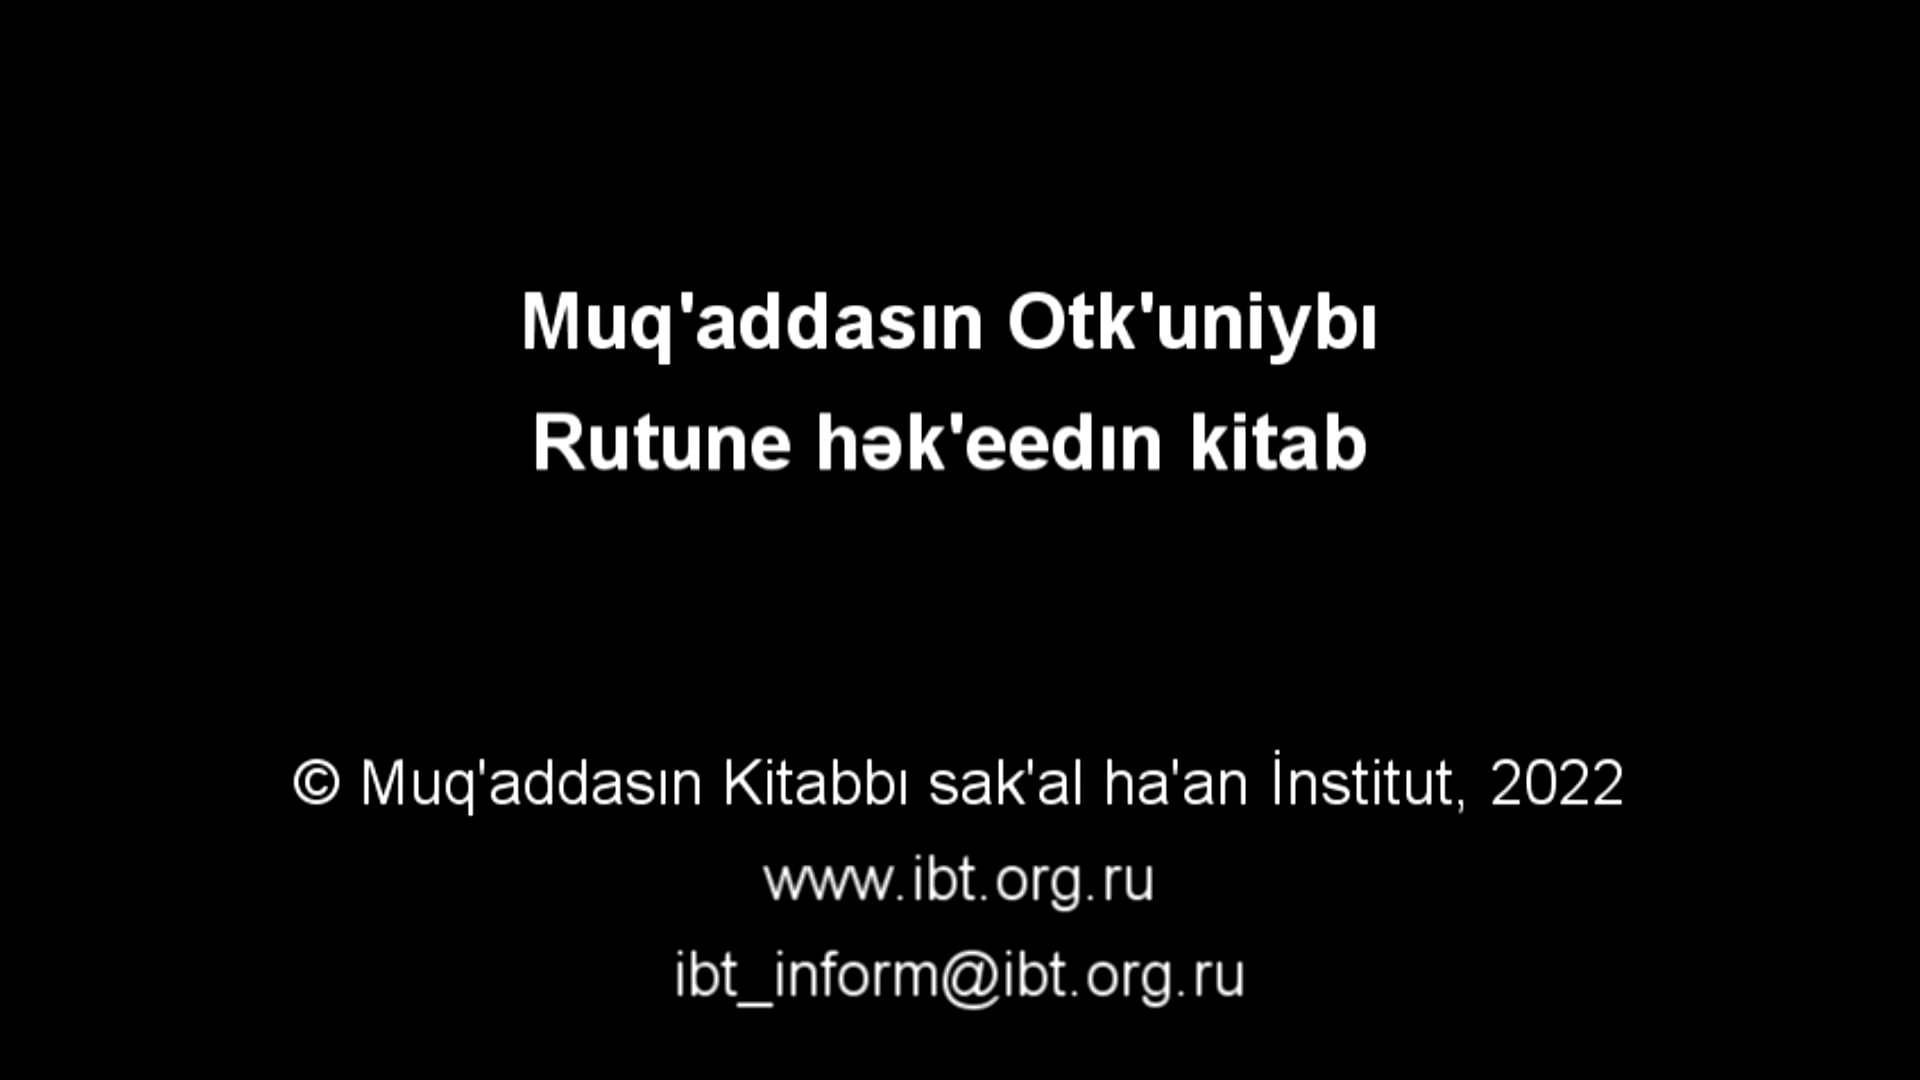 Muq'addasın Otk'uniybı
Rutune hək'eedın kitab
© Muq'addasın Kitabbı sak'al ha'an İnstitut, 2022
www.ibt.org.ru
ibt_inform@ibt.org.ru